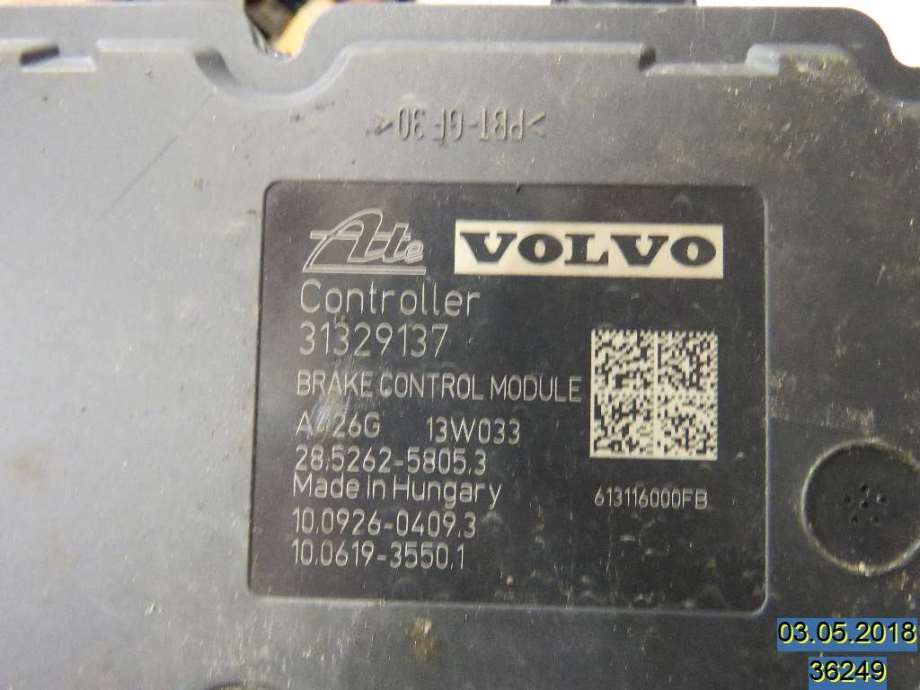 >PBT-GF30<
Ate VOLVO
Controller
31329137
BRAKE CONTROL MODULE
A426G 13W033
28.5262-5805.3
Made in Hungary
613116000FB
10.0926-0409.3
10.0619-3550.1
03.05.2018
36249